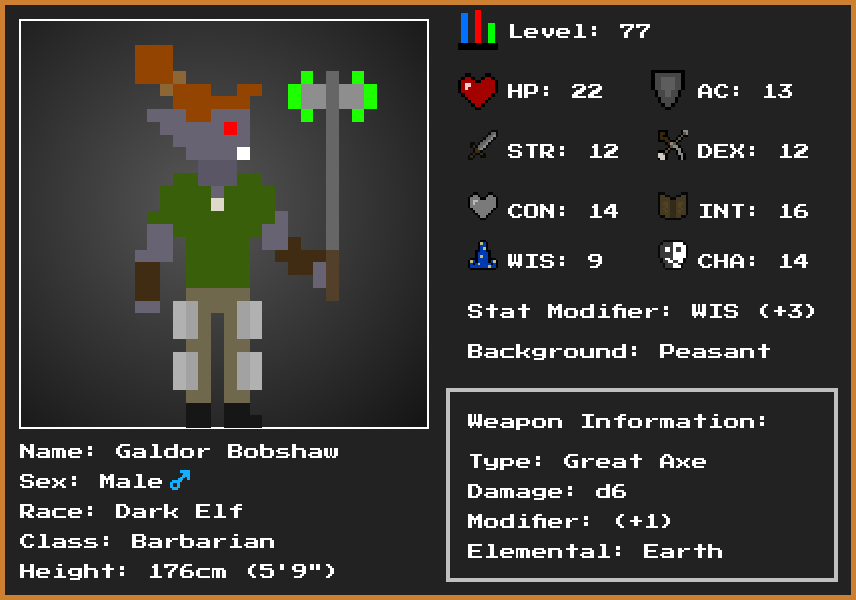 Level: 77
HP: 22 AC: 13
STR: 12 DEX: 12
CON: 14 INT: 16
WIS: 9 CHA: 14
Stat Modifier: WIS (+3)
Background: Peasant
Weapon Information:
Type: Great Axe
Damage: d6
Modifier: (+1)
Elemental: Earth
Name: Galdor Bobshaw
Sex: Male ♂
Race: Dark Elf
Class: Barbarian
Height: 176cm (5'9")